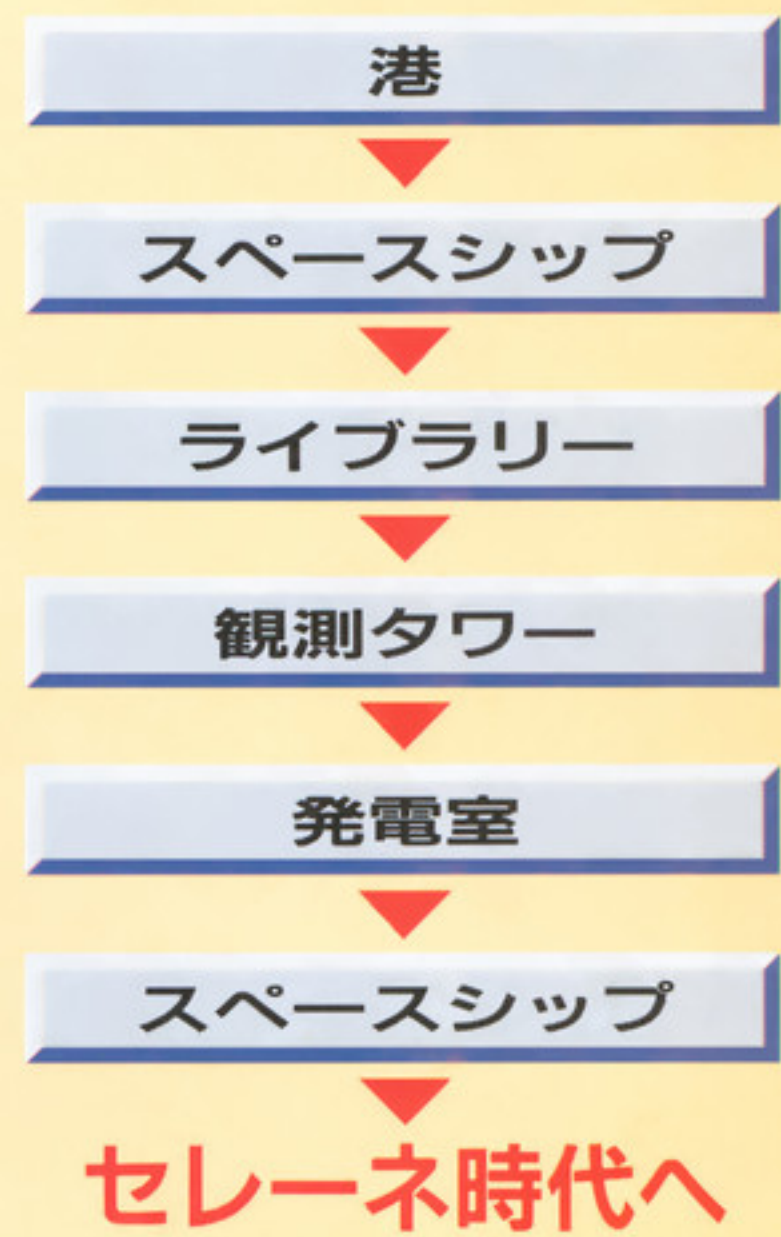 港
スペースシップ
ライブラリー
観測タワー
発電室
スペースシップ
セレーネ時代へ